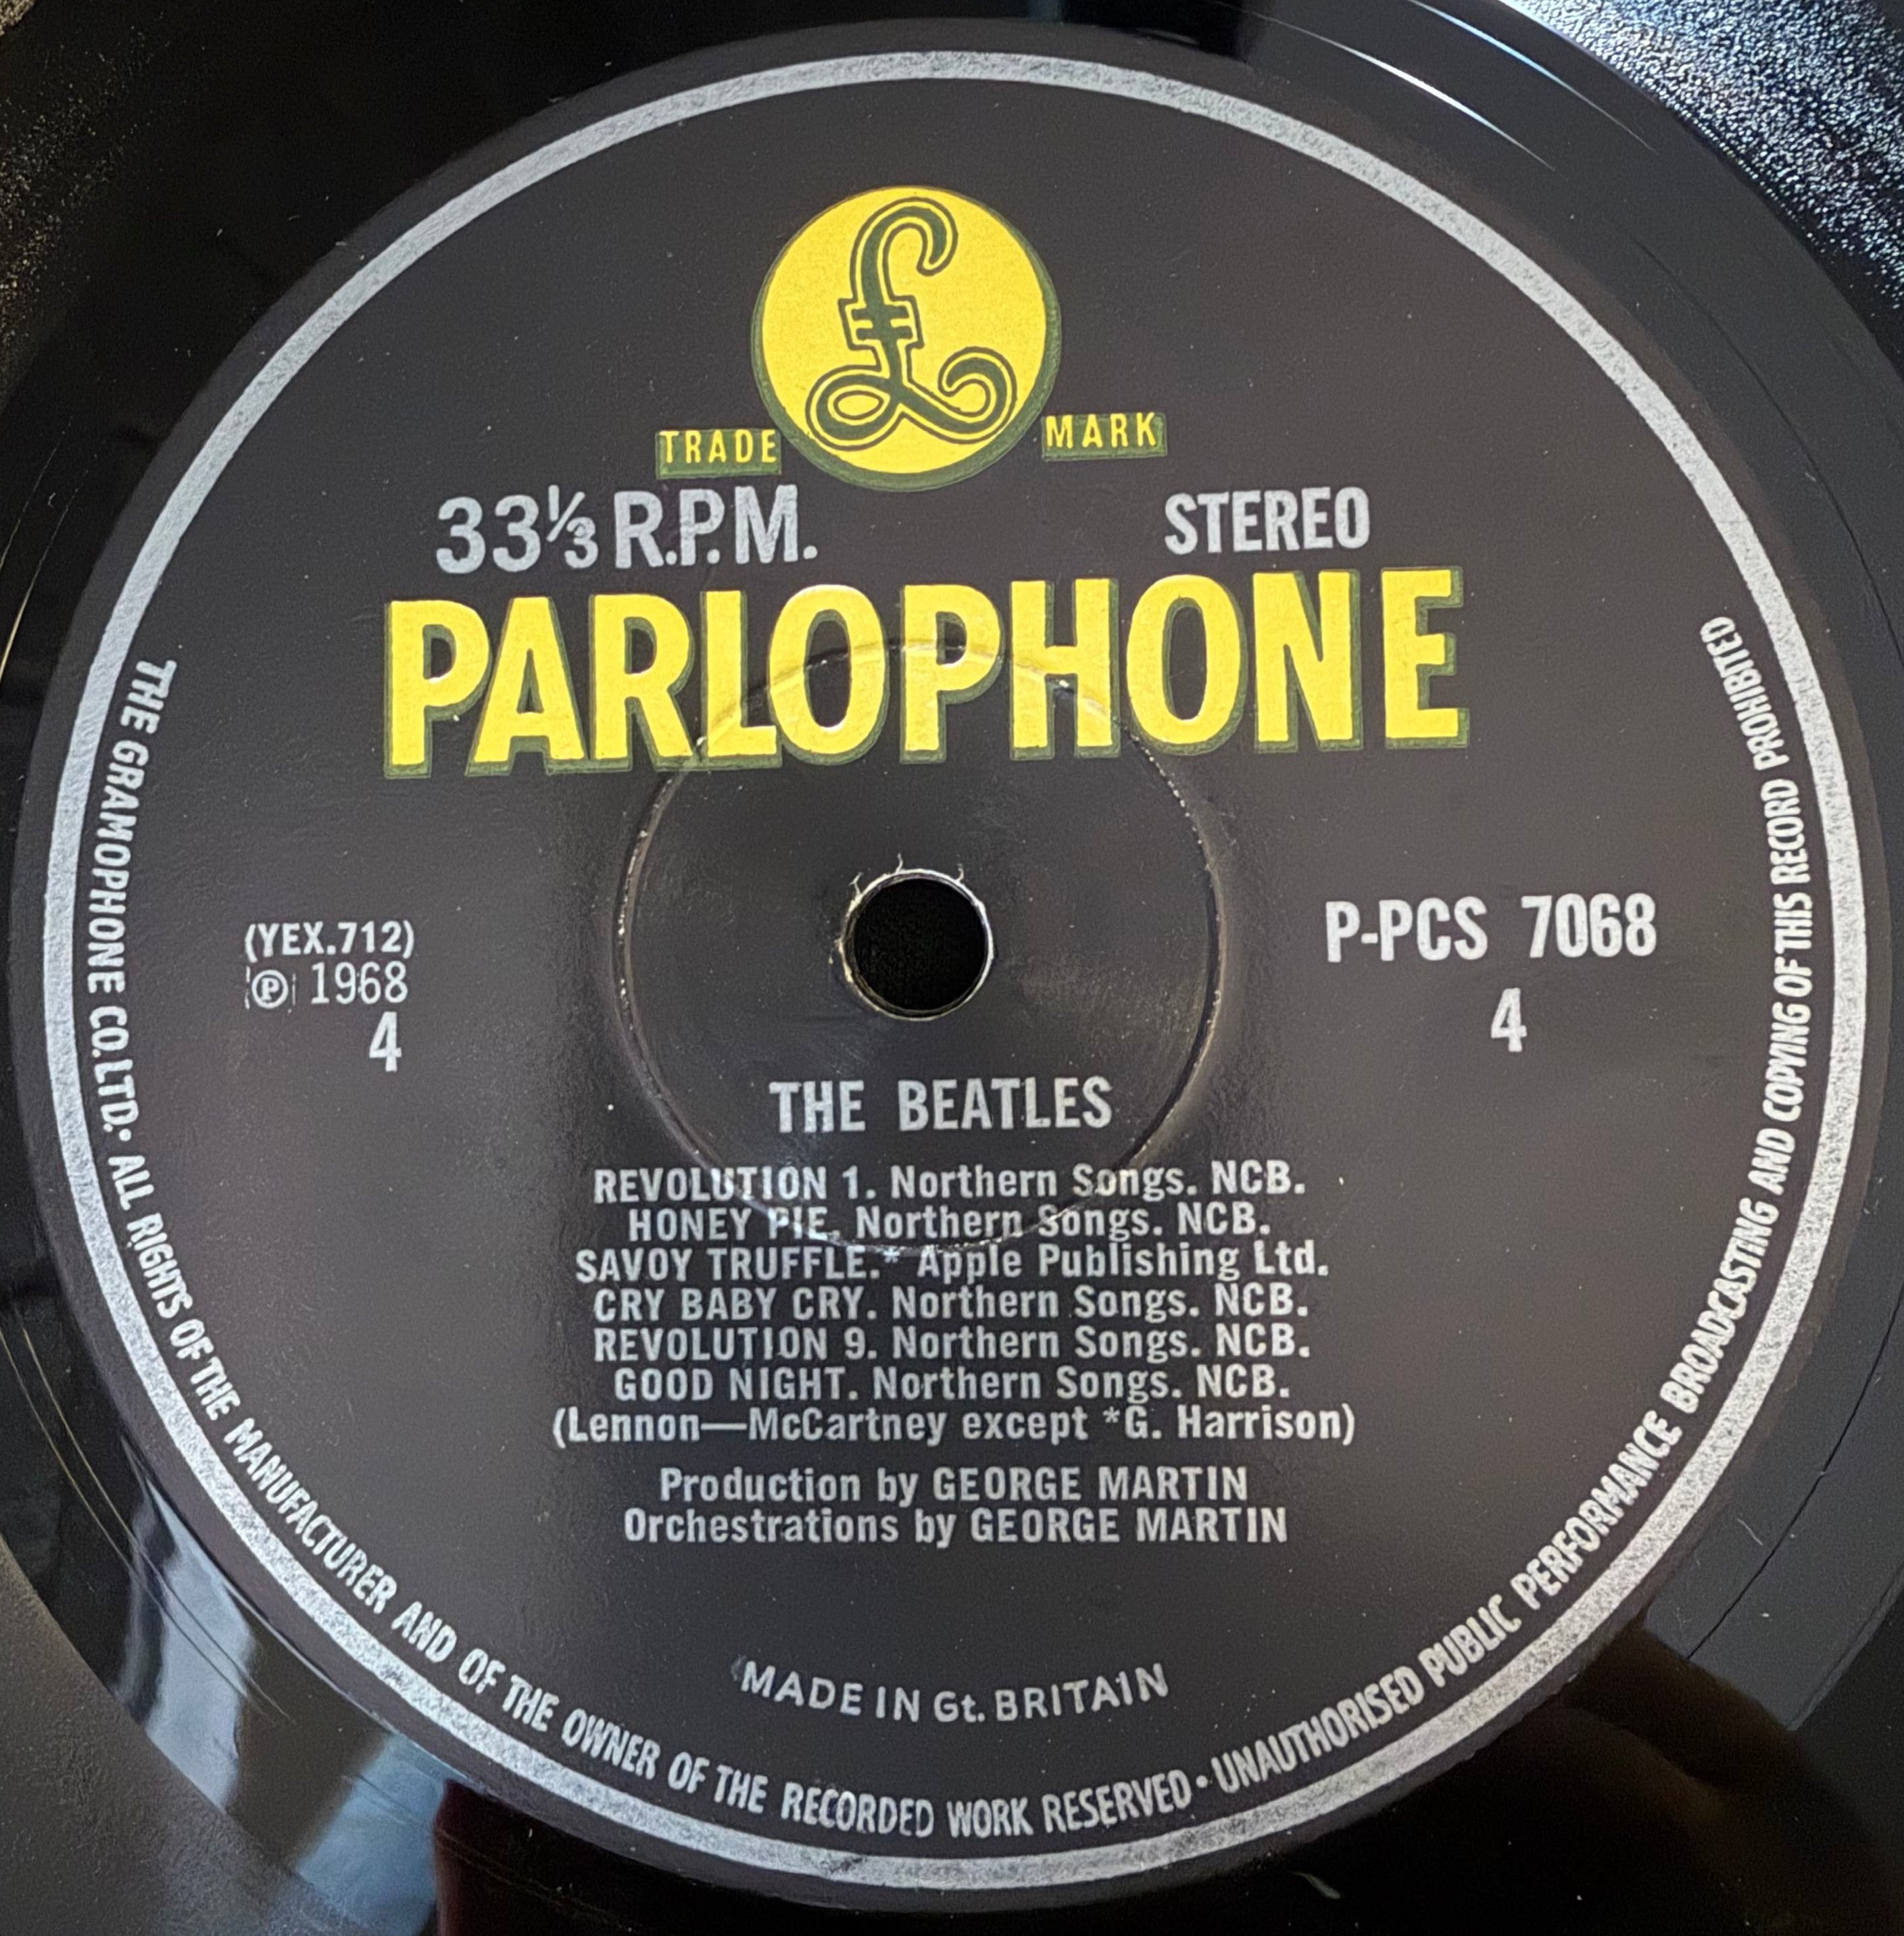 £
TRADE MARK
33⅓ R.P.M. STEREO
PARLOPHONE
(YEX.712)
℗ 1968
4
P-PCS 7068
4
THE BEATLES
REVOLUTION 1. Northern Songs. NCB.
HONEY PIE. Northern Songs. NCB.
SAVOY TRUFFLE.* Apple Publishing Ltd.
CRY BABY CRY. Northern Songs. NCB.
REVOLUTION 9. Northern Songs. NCB.
GOOD NIGHT. Northern Songs. NCB.
(Lennon—McCartney except *G. Harrison)
Production by GEORGE MARTIN
Orchestrations by GEORGE MARTIN
MADE IN Gt. BRITAIN
THE GRAMOPHONE CO.LTD.• ALL RIGHTS OF THE MANUFACTURER AND OF THE OWNER OF THE RECORDED WORK RESERVED • UNAUTHORISED PUBLIC PERFORMANCE BROADCASTING AND COPYING OF THIS RECORD PROHIBITED